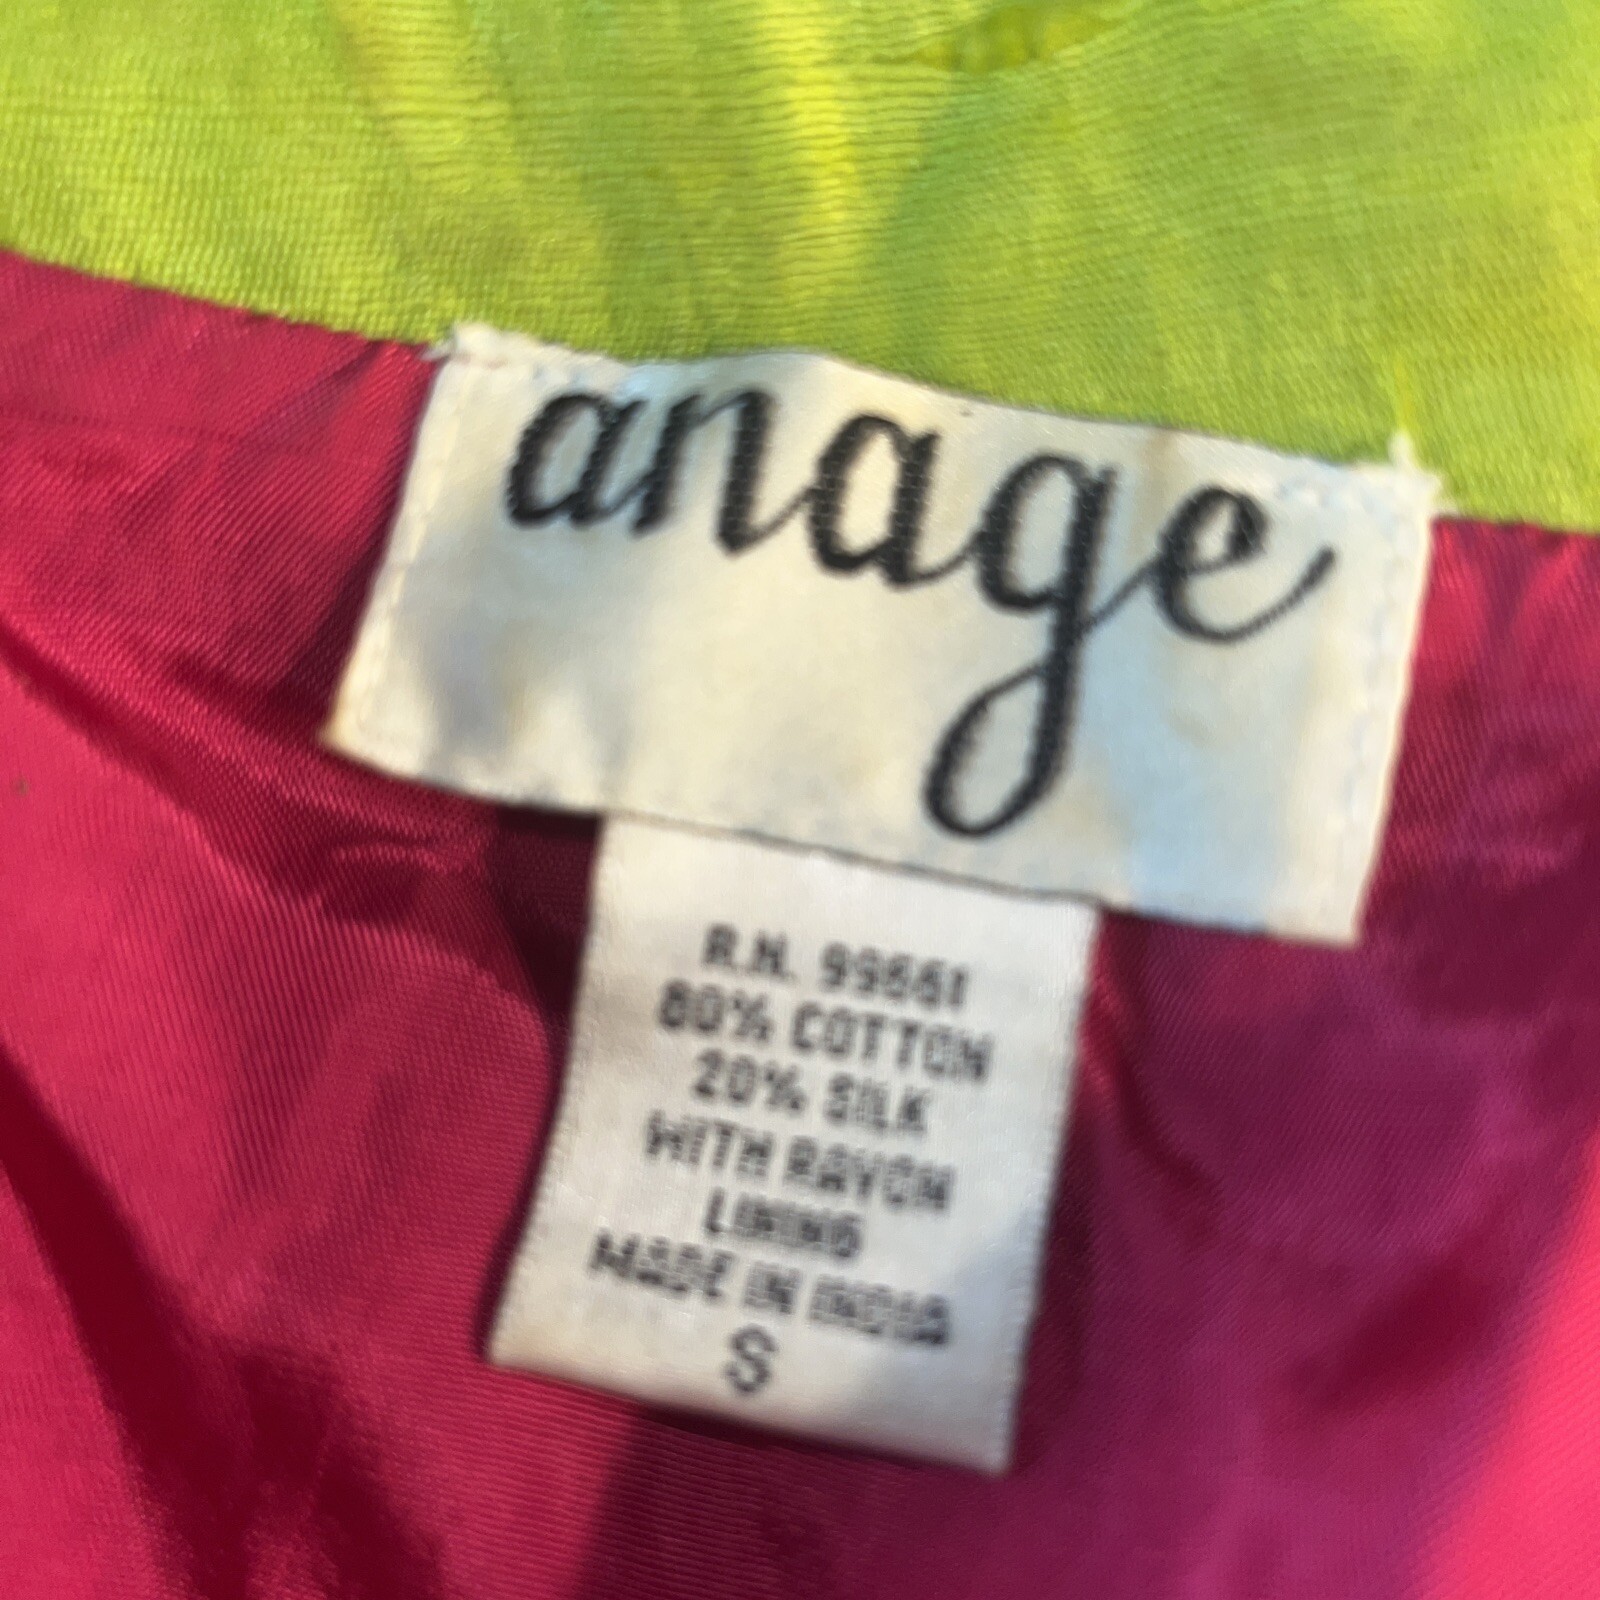 anage
R.N. 99661
80% COTTON
20% SILK
WITH RAYON
LINING
MADE IN INDIA
S